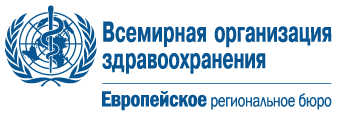 Всемирная организация
здравоохранения
Европейское региональное бюро